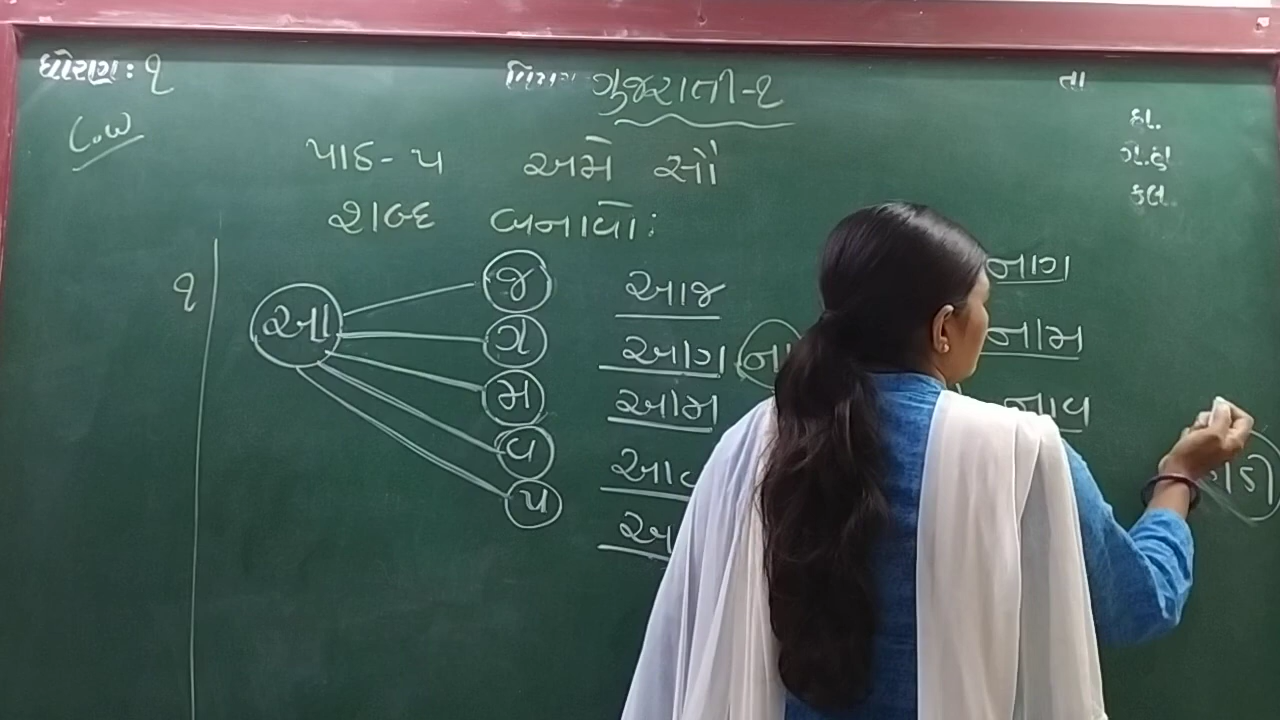 ધોરણ : ૧ વિષય ગુજરાતી-૧ તા
C.W હા.
પાઠ - ૫ અમે સૌ ગે.હા
શબ્દ બનાવો : કુલ
૧ આ જ આજ નાગ
ગ આગ ના નામ
મ આમ નાવ
વ
પ